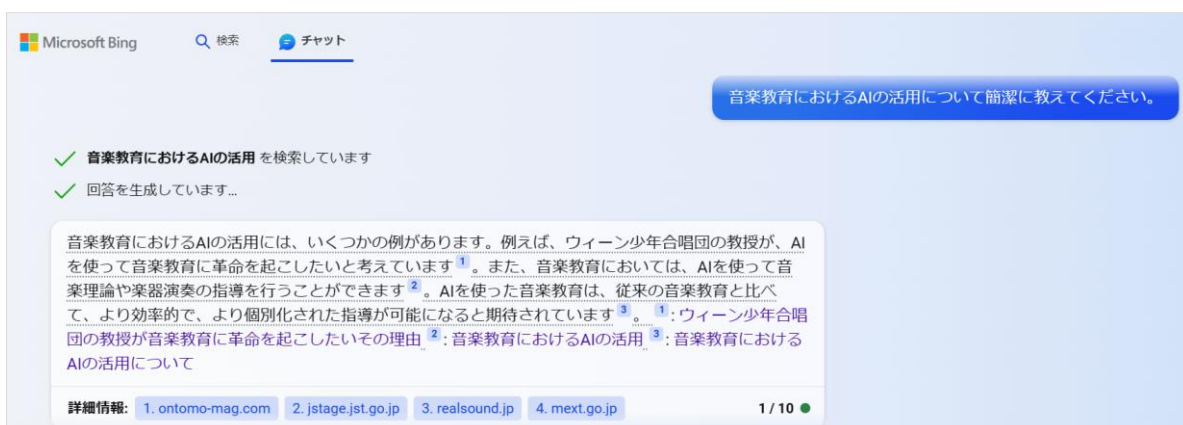 Microsoft Bing
検索
チャット
音楽教育におけるAIの活用について簡潔に教えてください。
音楽教育におけるAIの活用 を検索しています
回答を生成しています...
音楽教育におけるAIの活用には、いくつかの例があります。例えば、ウィーン少年合唱団の教授が、AI
を使って音楽教育に革命を起こしたいと考えています 1 。また、音楽教育においては、AIを使って音
楽理論や楽器演奏の指導を行うことができます 2 。AIを使った音楽教育は、従来の音楽教育と比べ
て、より効率的で、より個別化された指導が可能になると期待されています 3 。 1 : ウィーン少年合唱
団の教授が音楽教育に革命を起こしたいその理由 2 : 音楽教育におけるAIの活用 3 : 音楽教育における
AIの活用について
詳細情報: 1. ontomo-mag.com 2. jstage.jst.go.jp 3. realsound.jp 4. mext.go.jp 1 / 10